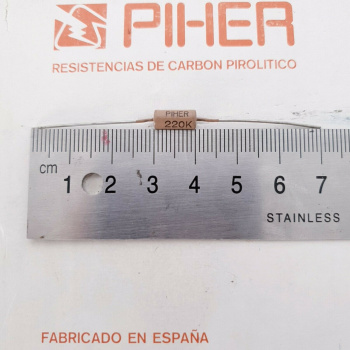 PIHER
RESISTENCIAS DE CARBON PIROLITICO
PIHER
220K
cm 1 2 3 4 5 6 7
STAINLESS
FABRICADO EN ESPAÑA